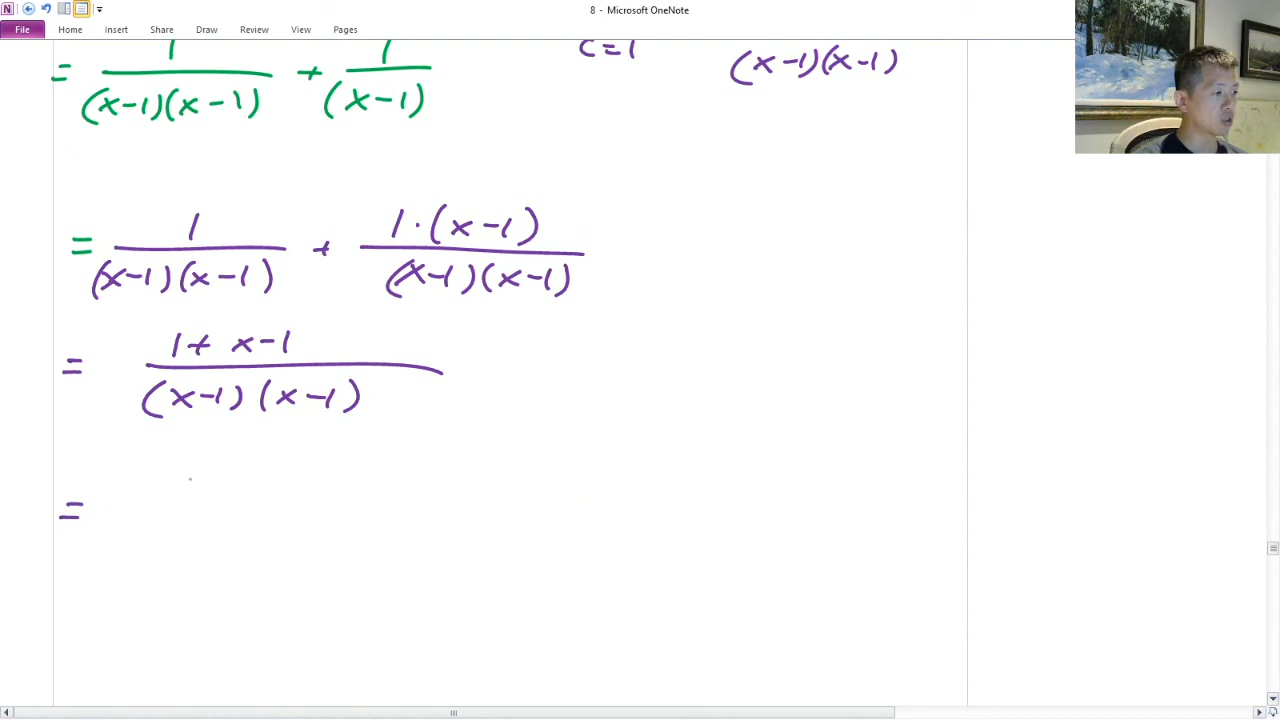 8 - Microsoft OneNote
File Home Insert Share Draw Review View Pages
= 1/((x-1)(x-1)) + 1/(x-1)
c=1
(x-1)(x-1)
= 1/((x-1)(x-1)) + 1·(x-1)/((x-1)(x-1))
= 1+x-1/((x-1)(x-1))
=